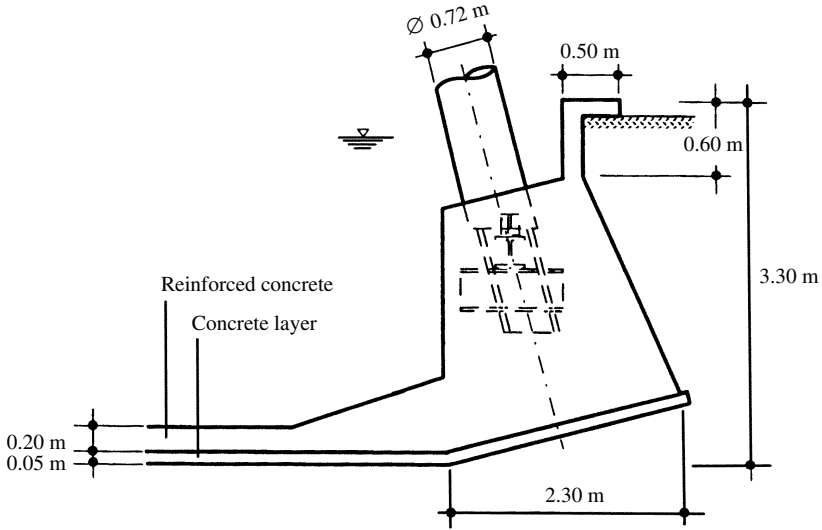 Ø 0.72 m
0.50 m
0.60 m
3.30 m
Reinforced concrete
Concrete layer
0.20 m
0.05 m
2.30 m